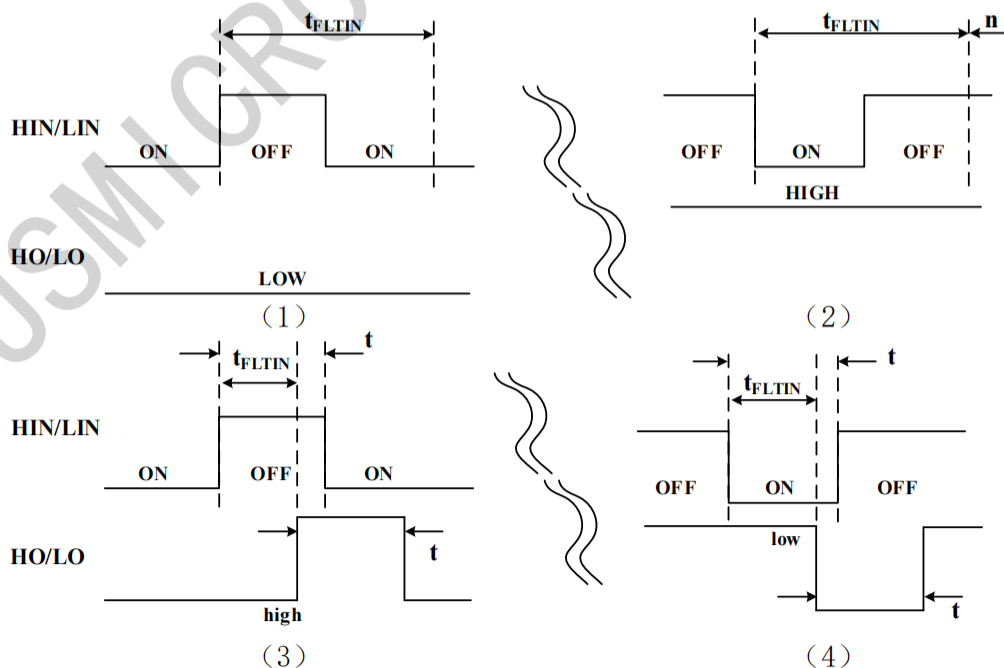 tFLTIN
tFLTIN n
HIN/LIN
ON OFF ON
OFF ON OFF
HIGH
HO/LO
LOW
(1)
(2)
t
tFLTIN
t
tFLTIN
HIN/LIN
ON OFF ON
OFF ON OFF
HO/LO
t
high
low
t
(3)
(4)
USMICRO